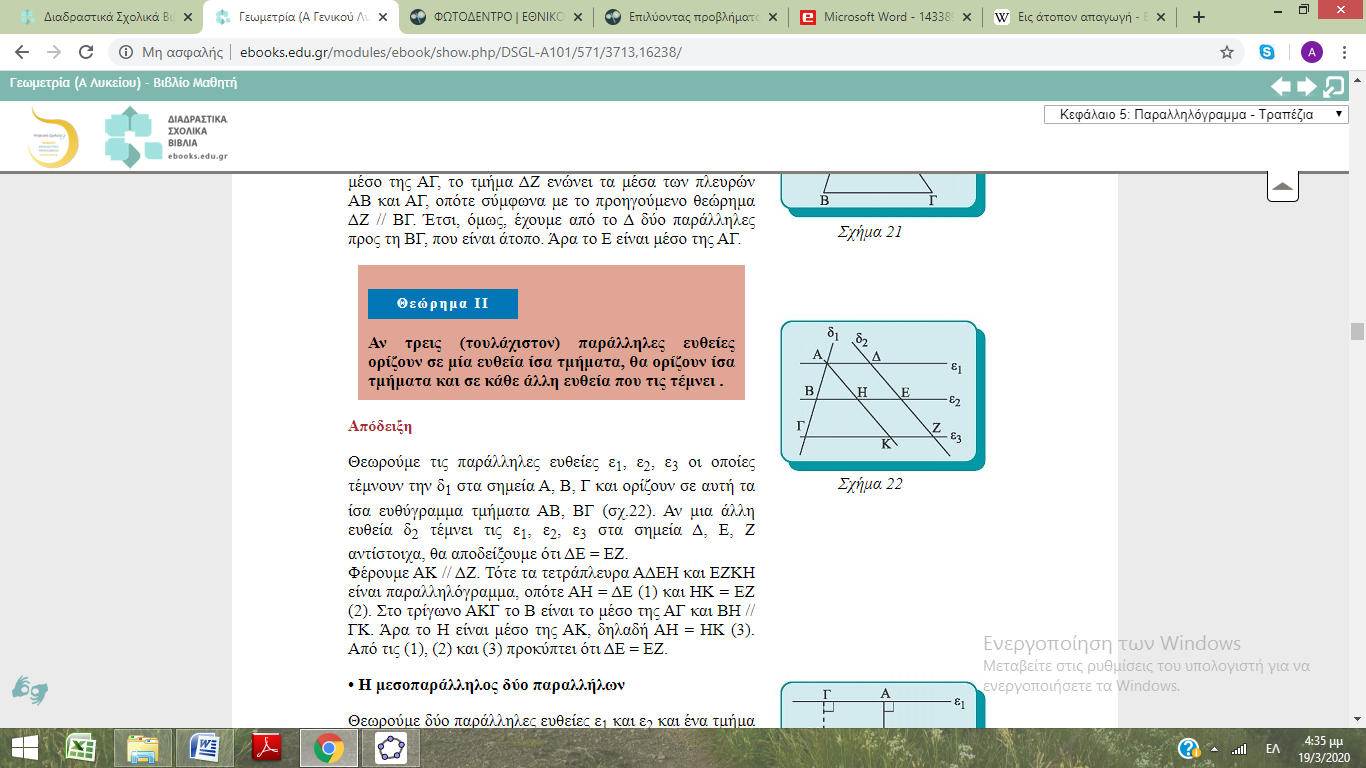 Διαδραστικά Σχολικά Βι
Γεωμετρία (Α Γενικού Λυ
ΦΩΤΟΔΕΝΤΡΟ | ΕΘΝΙΚΟ
Επιλύοντας προβλήματα
Microsoft Word - 14338
Εις άτοπον απαγωγή - Β
Μη ασφαλής | ebooks.edu.gr/modules/ebook/show.php/DSGL-A101/571/3713,16238/
A
Γεωμετρία (Α Λυκείου) - Βιβλίο Μαθητή
ΔΙΑΔΡΑΣΤΙΚΑ
ΣΧΟΛΙΚΑ
ΒΙΒΛΙΑ
ebooks.edu.gr
Κεφάλαιο 5: Παραλληλόγραμμα - Τραπέζια
μέσο της ΑΓ, το τμήμα ΔΖ ενώνει τα μέσα των πλευρών
ΑΒ και ΑΓ, οπότε σύμφωνα με το προηγούμενο θεώρημα
ΔΖ // ΒΓ. Έτσι, όμως, έχουμε από το Δ δύο παράλληλες
προς τη ΒΓ, που είναι άτοπο. Άρα το Ε είναι μέσο της ΑΓ.
Β Γ
Σχήμα 21
Θεώρημα ΙΙ
Αν τρεις (τουλάχιστον) παράλληλες ευθείες
ορίζουν σε μία ευθεία ίσα τμήματα, θα ορίζουν ίσα
τμήματα και σε κάθε άλλη ευθεία που τις τέμνει .
δ1 δ2
Α Δ ε1
Β Η Ε ε2
Γ Κ Ζ ε3
Σχήμα 22
Απόδειξη
Θεωρούμε τις παράλληλες ευθείες ε1, ε2, ε3 οι οποίες
τέμνουν την δ1 στα σημεία Α, Β, Γ και ορίζουν σε αυτή τα
ίσα ευθύγραμμα τμήματα ΑΒ, ΒΓ (σχ.22). Αν μια άλλη
ευθεία δ2 τέμνει τις ε1, ε2, ε3 στα σημεία Δ, Ε, Ζ
αντίστοιχα, θα αποδείξουμε ότι ΔΕ = ΕΖ.
Φέρουμε ΑΚ // ΔΖ. Τότε τα τετράπλευρα ΑΔΕΗ και ΕΖΚΗ
είναι παραλληλόγραμμα, οπότε ΑΗ = ΔΕ (1) και ΗΚ = ΕΖ
(2). Στο τρίγωνο ΑΚΓ το Β είναι το μέσο της ΑΓ και ΒΗ //
ΓΚ. Άρα το Η είναι μέσο της ΑΚ, δηλαδή ΑΗ = ΗΚ (3).
Από τις (1), (2) και (3) προκύπτει ότι ΔΕ = ΕΖ.
• Η μεσοπαράλληλος δύο παραλλήλων
Θεωρούμε δύο παράλληλες ευθείες ε1 και ε2 και ένα τμήμα
Γ Α ε1
Ενεργοποίηση των Windows
Μεταβείτε στις ρυθμίσεις του υπολογιστή για να
ενεργοποιήσετε τα Windows.
ΕΛ
4:35 μμ
19/3/2020